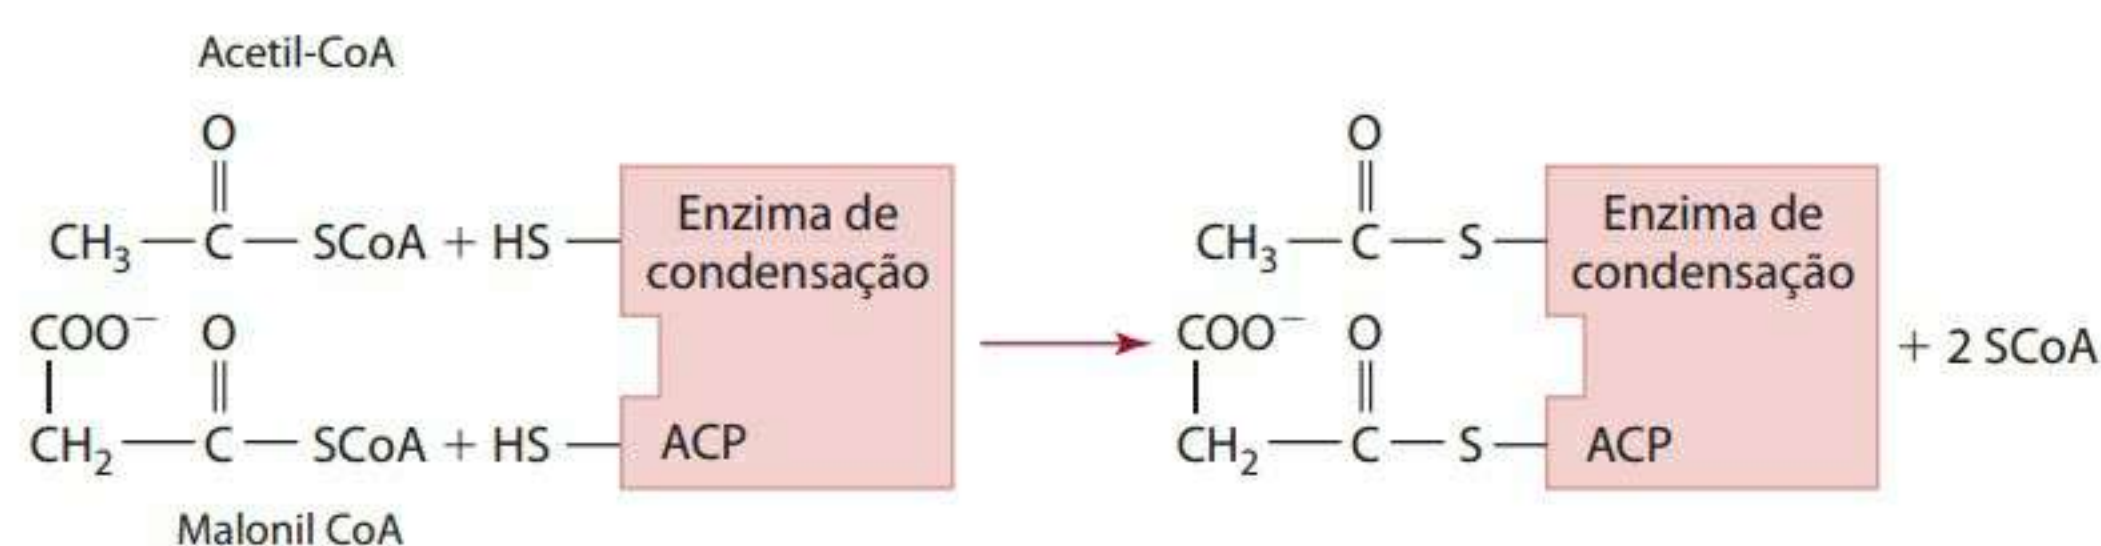 Acetil-CoA
O
CH₃—C—SCoA + HS—
Enzima de
condensação
COO⁻ O
CH₂—C—SCoA + HS—
ACP
Malonil CoA
O
CH₃—C—S—
Enzima de
condensação
COO⁻ O
CH₂—C—S—
ACP
+ 2 SCoA